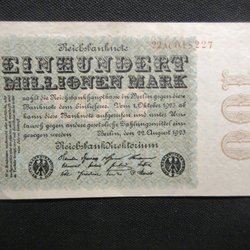 Reichsbanknote
EINHUNDERT
MILLIONEN MARK
zahlt die Reichsbankhauptkasse in Berlin gegen diese
Banknote dem Einlieferer. Vom 1. Oktober 1923 ab
kann diese Banknote aufgerufen und unter Um-
tausch gegen andere gesetzliche Zahlungsmittel ein-
gezogen werden. Berlin, den 22. August 1923
Reichsbankdirektorium
100